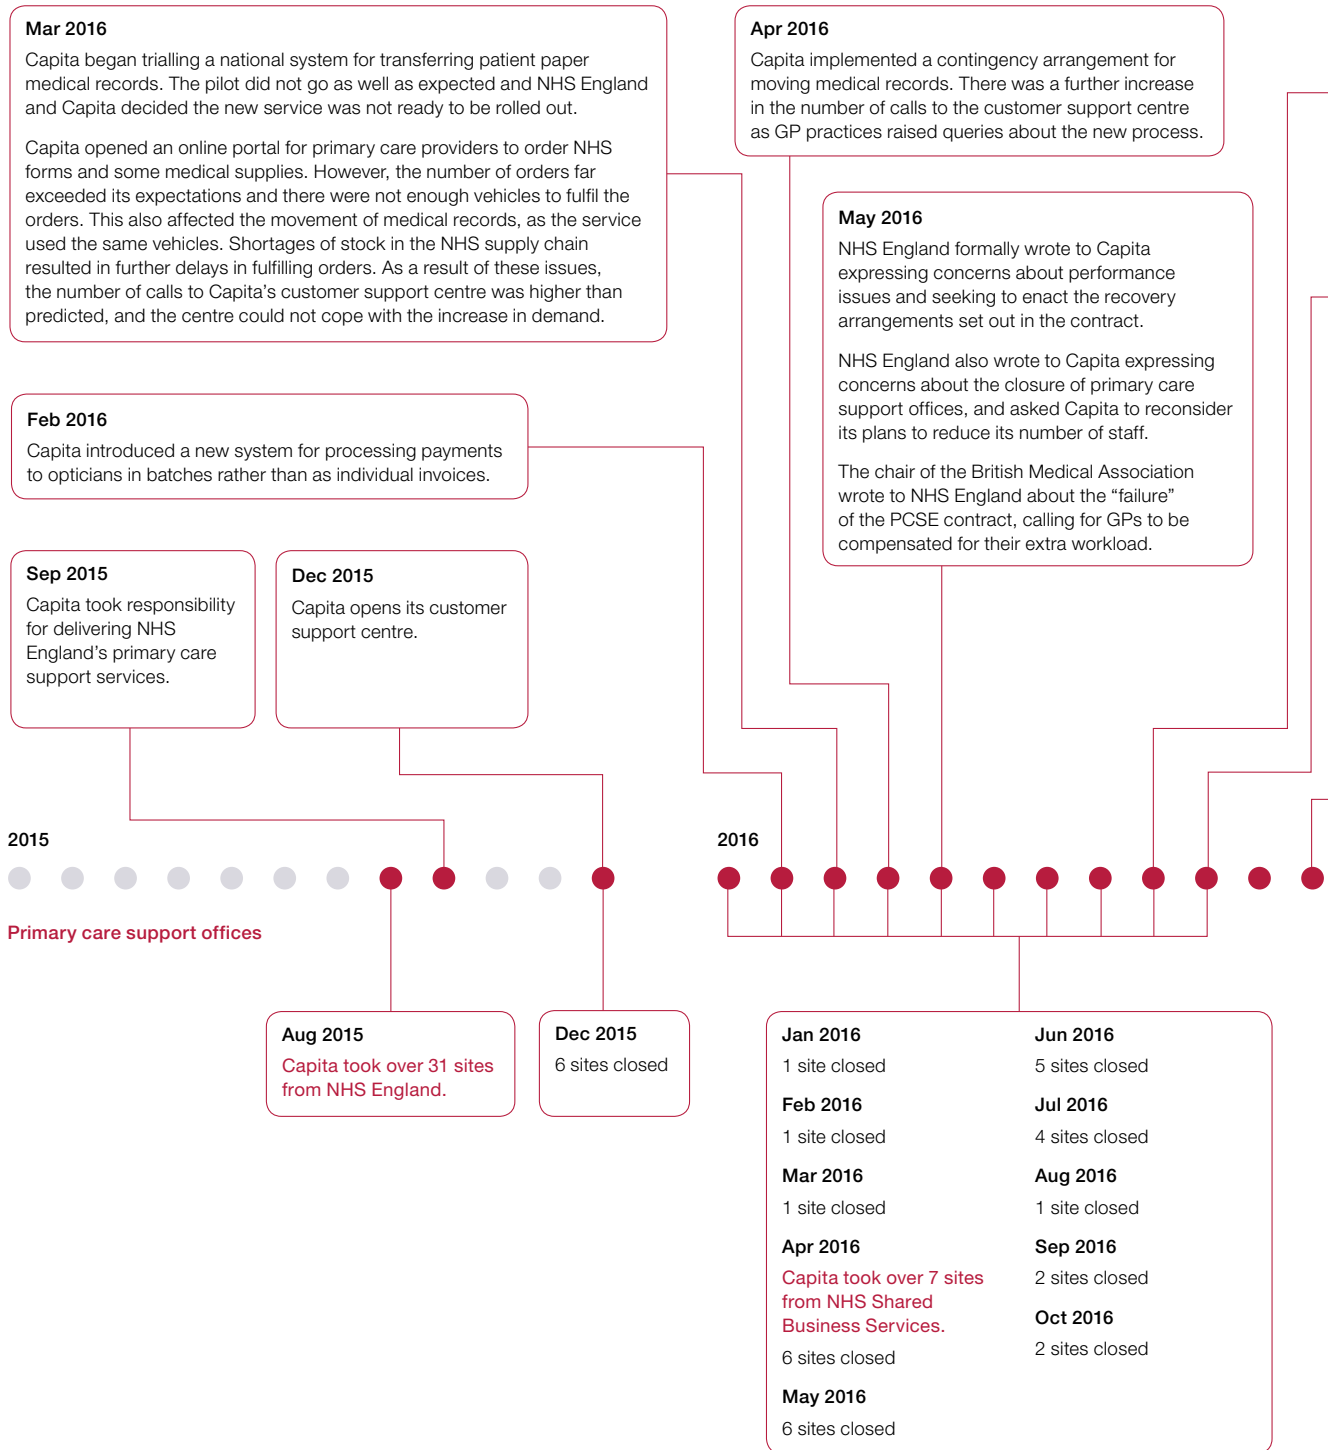 Mar 2016
Capita began trialling a national system for transferring patient paper
medical records. The pilot did not go as well as expected and NHS England
and Capita decided the new service was not ready to be rolled out.
Capita opened an online portal for primary care providers to order NHS
forms and some medical supplies. However, the number of orders far
exceeded its expectations and there were not enough vehicles to fulfil the
orders. This also affected the movement of medical records, as the service
used the same vehicles. Shortages of stock in the NHS supply chain
resulted in further delays in fulfilling orders. As a result of these issues,
the number of calls to Capita’s customer support centre was higher than
predicted, and the centre could not cope with the increase in demand.
Apr 2016
Capita implemented a contingency arrangement for
moving medical records. There was a further increase
in the number of calls to the customer support centre
as GP practices raised queries about the new process.
May 2016
NHS England formally wrote to Capita
expressing concerns about performance
issues and seeking to enact the recovery
arrangements set out in the contract.
NHS England also wrote to Capita expressing
concerns about the closure of primary care
support offices, and asked Capita to reconsider
its plans to reduce its number of staff.
The chair of the British Medical Association
wrote to NHS England about the “failure”
of the PCSE contract, calling for GPs to be
compensated for their extra workload.
Feb 2016
Capita introduced a new system for processing payments
to opticians in batches rather than as individual invoices.
Sep 2015
Capita took responsibility
for delivering NHS
England’s primary care
support services.
Dec 2015
Capita opens its customer
support centre.
2015
2016
Primary care support offices
Aug 2015
Capita took over 31 sites
from NHS England.
Dec 2015
6 sites closed
Jan 2016
1 site closed
Feb 2016
1 site closed
Mar 2016
1 site closed
Apr 2016
Capita took over 7 sites
from NHS Shared
Business Services.
6 sites closed
May 2016
6 sites closed
Jun 2016
5 sites closed
Jul 2016
4 sites closed
Aug 2016
1 site closed
Sep 2016
2 sites closed
Oct 2016
2 sites closed